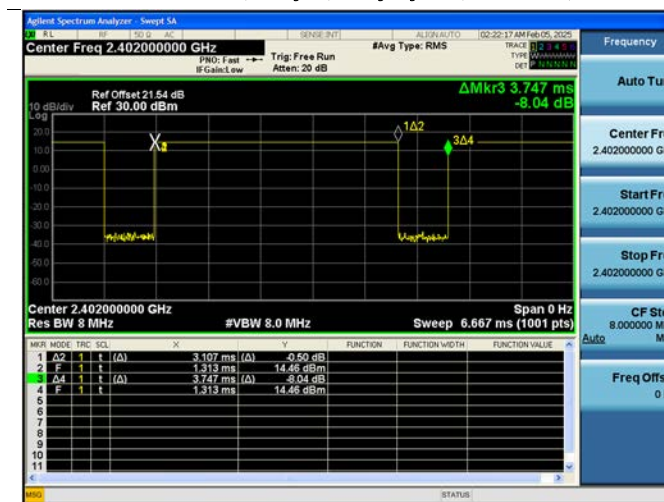 Agilent Spectrum Analyzer - Swept SA
RL RF 50 Ω AC SENSE:INT ALIGN AUTO 02:22:17 AM Feb 05, 2025
Center Freq 2.402000000 GHz #Avg Type: RMS TRACE 1 2 3 4 5 6
PNO: Fast Trig: Free Run TYPE
IFGain:Low Atten: 20 dB DET P N N N N N
Frequency
Auto Tu
ΔMkr3 3.747 ms
-8.04 dB
Ref Offset 21.54 dB
10 dB/div Ref 30.00 dBm
Log
20.0
10.0
0.00
-10.0
-20.0
-30.0
-40.0
-50.0
-60.0
1Δ2
3Δ4
X
Center 2.402000000 GHz Span 0 Hz
Res BW 8 MHz #VBW 8.0 MHz Sweep 6.667 ms (1001 pts)
Center Fr
2.402000000 G
Start Fr
2.402000000 G
Stop Fr
2.402000000 G
CF St
8.000000 M
Auto M
Freq Offs
0
MKR MODE TRC SCL X Y FUNCTION FUNCTION WIDTH FUNCTION VALUE
1 Δ2 1 t (Δ) 3.107 ms (Δ) -0.50 dB
2 F 1 t 1.313 ms 14.46 dBm
3 Δ4 1 t (Δ) 3.747 ms (Δ) -8.04 dB
4 F 1 t 1.313 ms 14.46 dBm
5
6
7
8
9
10
11
MSG STATUS